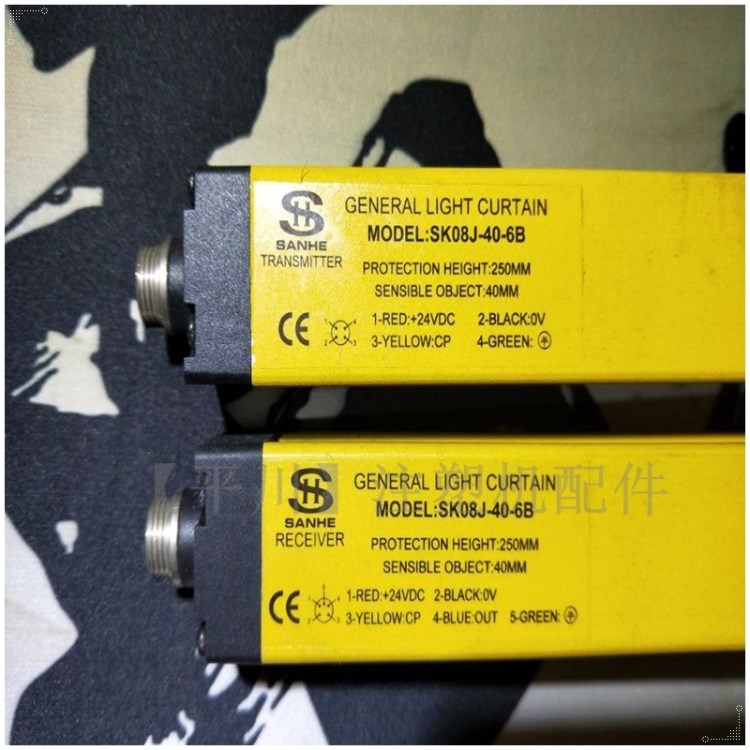 SH
SANHE
TRANSMITTER
GENERAL LIGHT CURTAIN
MODEL:SK08J-40-6B
PROTECTION HEIGHT:250MM
SENSIBLE OBJECT:40MM
CE
1-RED:+24VDC 2-BLACK:0V
3-YELLOW:CP 4-GREEN:
【平川】注塑机配件
SH
SANHE
RECEIVER
GENERAL LIGHT CURTAIN
MODEL:SK08J-40-6B
PROTECTION HEIGHT:250MM
SENSIBLE OBJECT:40MM
CE
1-RED:+24VDC 2-BLACK:0V
3-YELLOW:CP 4-BLUE:OUT 5-GREEN: